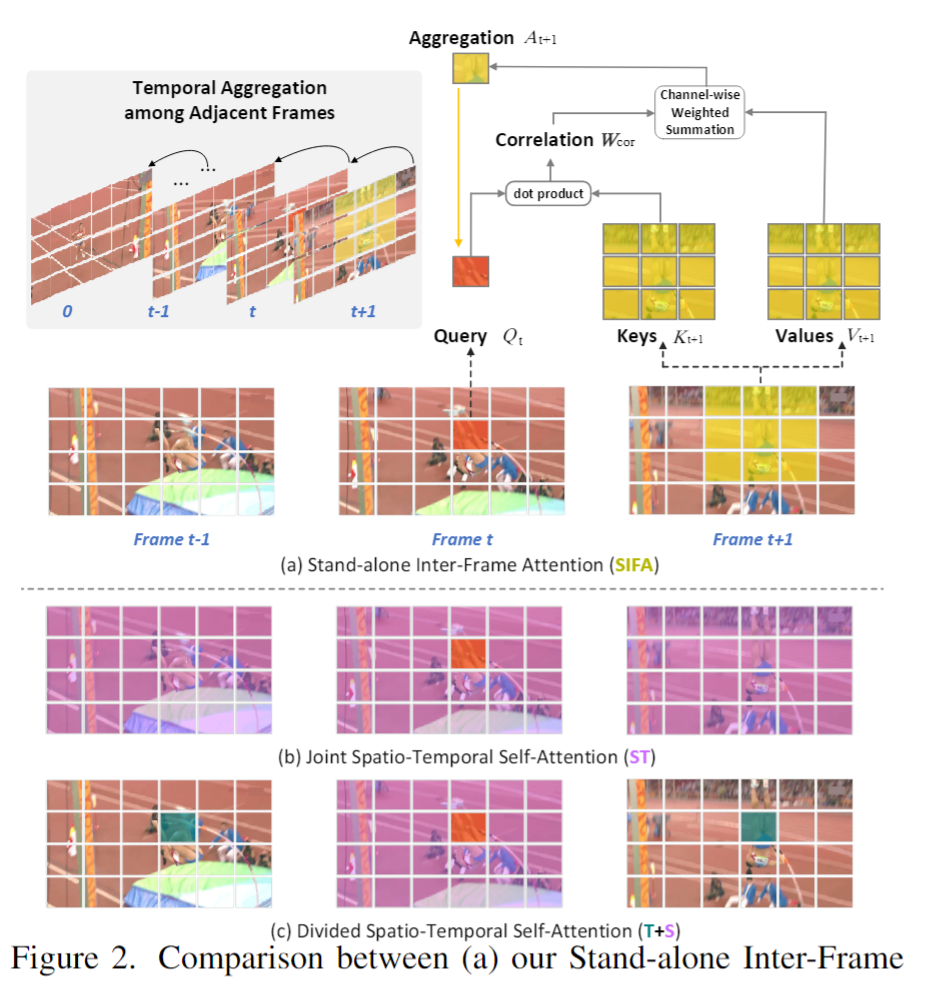 Aggregation A_{t+1}
Temporal Aggregation
among Adjacent Frames
Channel-wise
Weighted
Summation
Correlation W_{cor}
dot product
...
...
0
t-1
t
t+1
Query Q_t
Keys K_{t+1}
Values V_{t+1}
Frame t-1
Frame t
Frame t+1
(a) Stand-alone Inter-Frame Attention (SIFA)
(b) Joint Spatio-Temporal Self-Attention (ST)
(c) Divided Spatio-Temporal Self-Attention (T+S)
Figure 2. Comparison between (a) our Stand-alone Inter-Frame